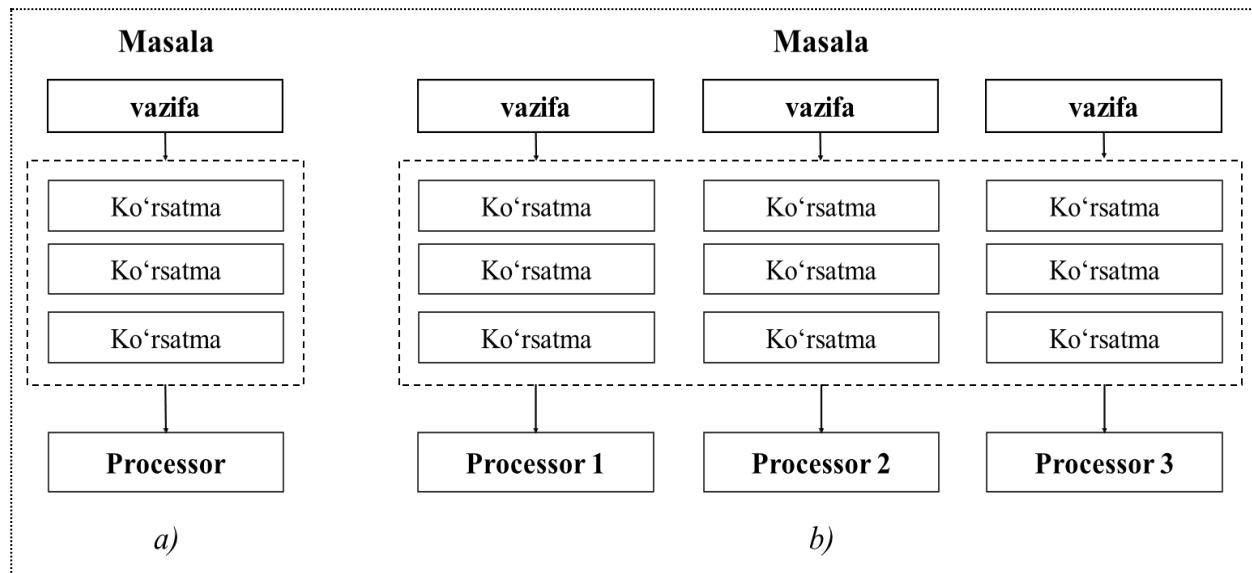 Masala
vazifa
Ko‘rsatma
Ko‘rsatma
Ko‘rsatma
Processor
a)
Masala
vazifa vazifa vazifa
Ko‘rsatma Ko‘rsatma Ko‘rsatma
Ko‘rsatma Ko‘rsatma Ko‘rsatma
Ko‘rsatma Ko‘rsatma Ko‘rsatma
Processor 1 Processor 2 Processor 3
b)